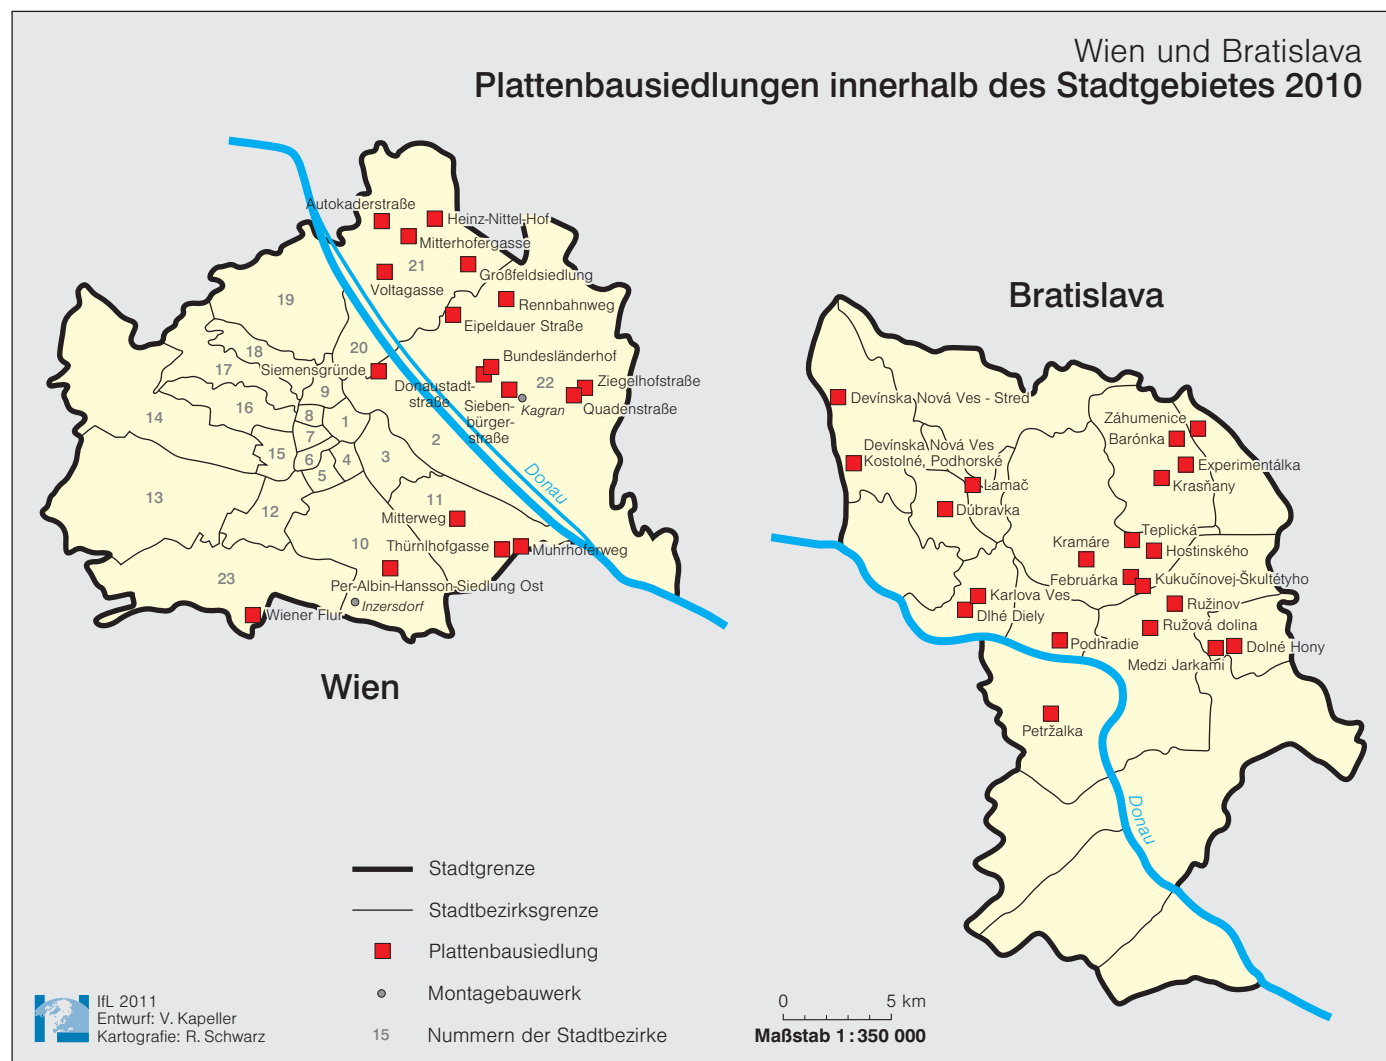 Wien und Bratislava
Plattenbausiedlungen innerhalb des Stadtgebietes 2010
Autokaderstraße
Heinz-Nittel-Hof
Mitterhofergasse
21
Großfeldsiedlung
Voltagasse
Rennbahnweg
Eipeldauer Straße
19
20
18
17
Siemensgründe
Bundesländerhof
Donaustadt-
straße
22
Ziegelhofstraße
Quadenstraße
Kagran
Sieben-
bürger-
straße
9
16
8
1
14
7
2
15
6
4
3
5
Donau
13
12
11
Mitterweg
10
Thürnlhofgasse
Muhrhoferweg
23
Per-Albin-Hansson-Siedlung Ost
Inzersdorf
Wiener Flur
Wien
Bratislava
Devínska Nová Ves - Stred
Záhumenice
Barónka
Devínska Nová Ves
Kostolné, Podhorské
Experimentálka
Krasňany
Lamač
Dúbravka
Teplická
Kramáre
Hostinského
Februárka
Kukučínovej-Škultétyho
Karlova Ves
Ružinov
Dlhé Diely
Ružová dolina
Podhradie
Dolné Hony
Medzi Jarkami
Petržalka
Donau
Stadtgrenze
Stadtbezirksgrenze
Plattenbausiedlung
Montagebauwerk
15 Nummern der Stadtbezirke
IfL 2011
Entwurf: V. Kapeller
Kartografie: R. Schwarz
0 5 km
Maßstab 1 : 350 000